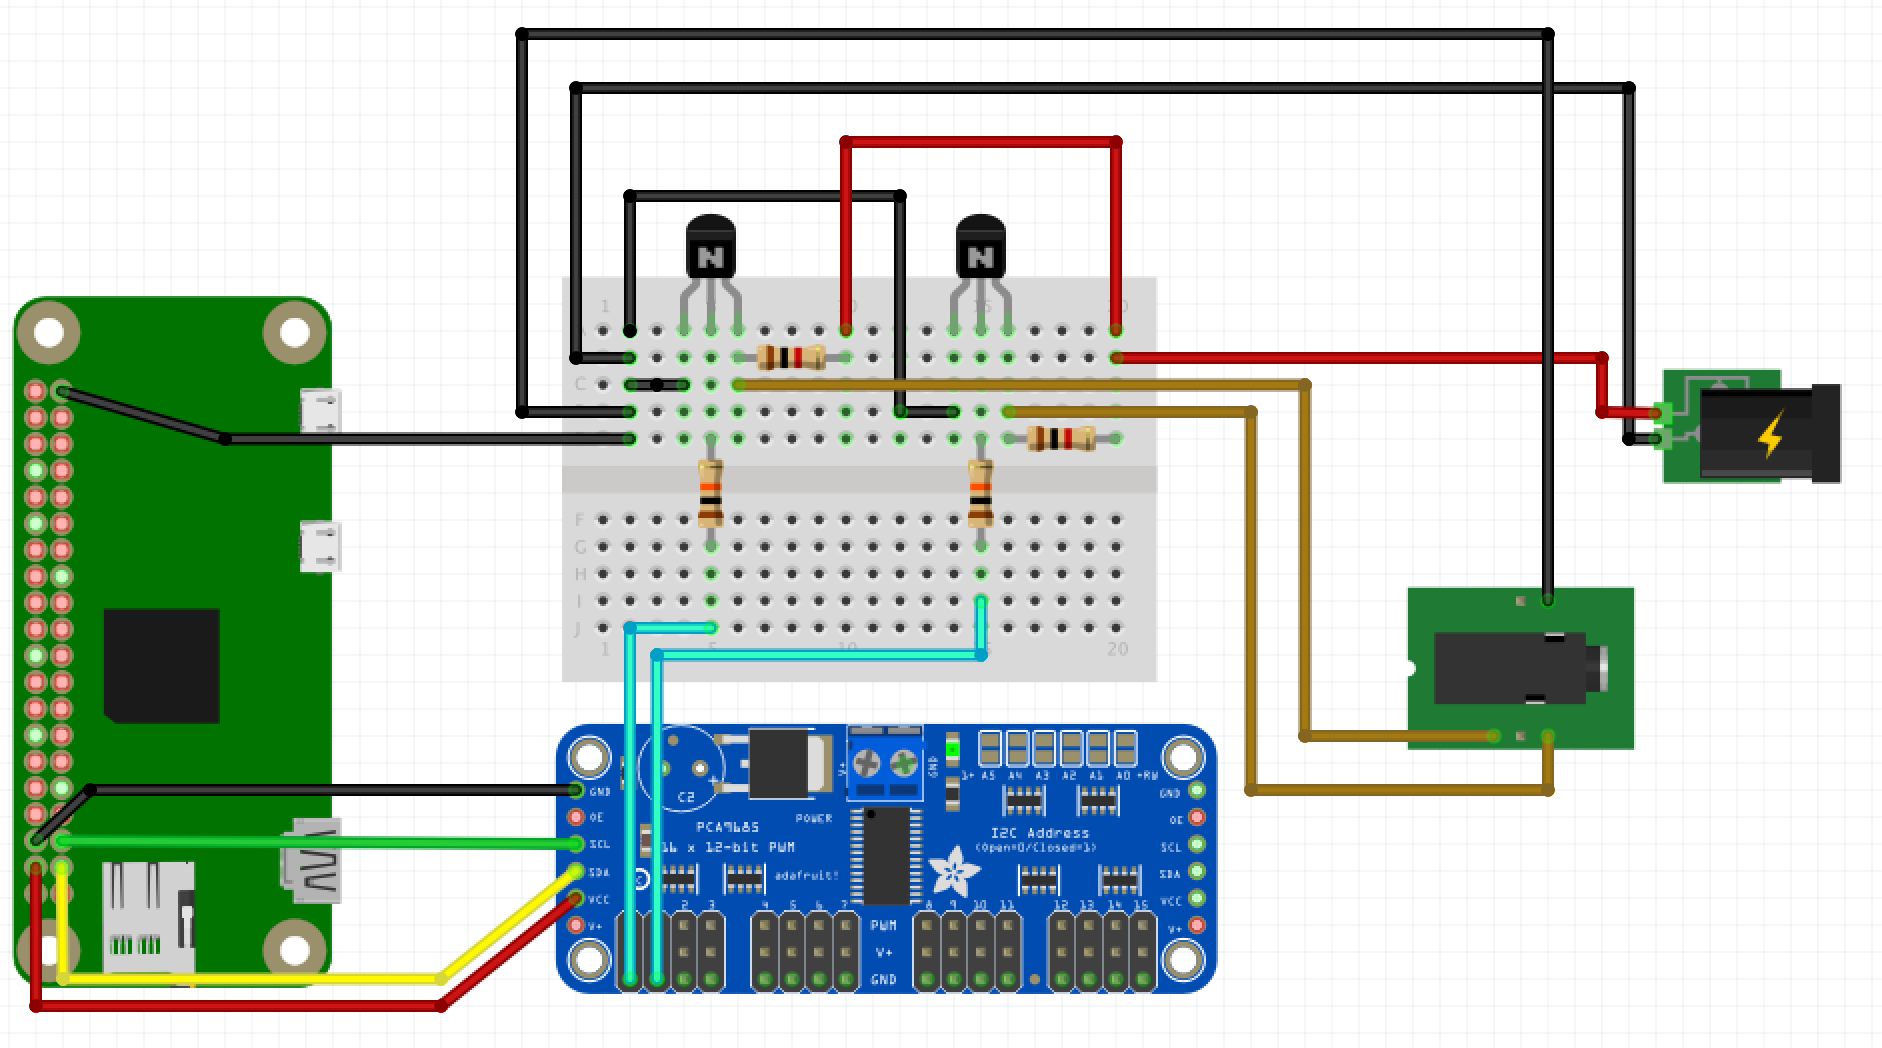 N
N
1
15
20
C
F
G
H
I
J
1
5
10
15
20
V+
GND
C2
+
1+ A5 A4 A3 A2 A1 A0 +RW
GND
OE
SCL
SDA
VCC
V+
POWER
PCA9685
16 x 12-bit PWM
adafruit!
I2C Address
(Open=0/Closed=1)
GND
OE
SCL
SDA
VCC
V+
2 3 4 5 6 7 8 9 10 11 12 13 14 15
PWM
V+
GND